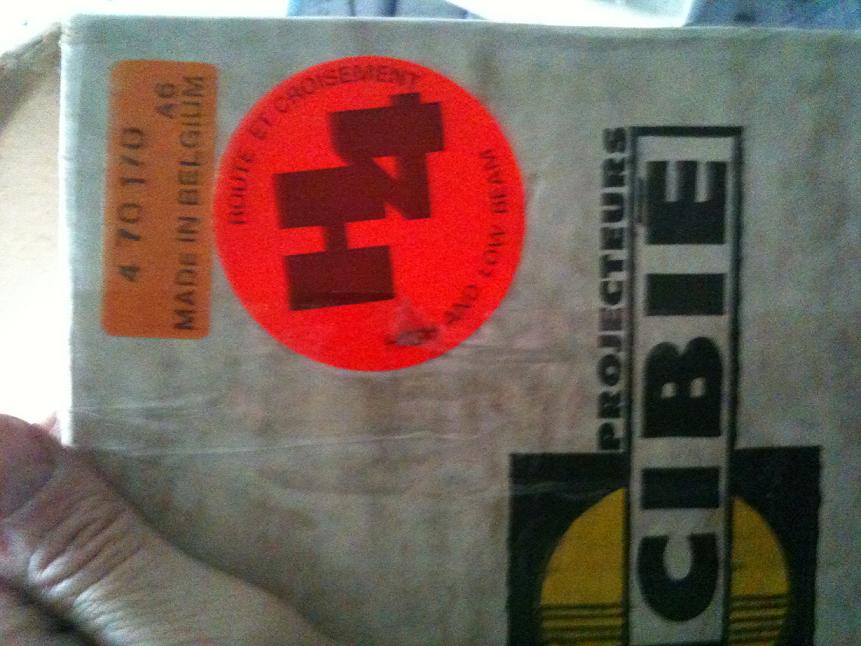 4 70 170 A6
MADE IN BELGIUM
ROUTE ET CROISEMENT
H4
AND LOW BEAM
PROJECTEURS
CIBIE